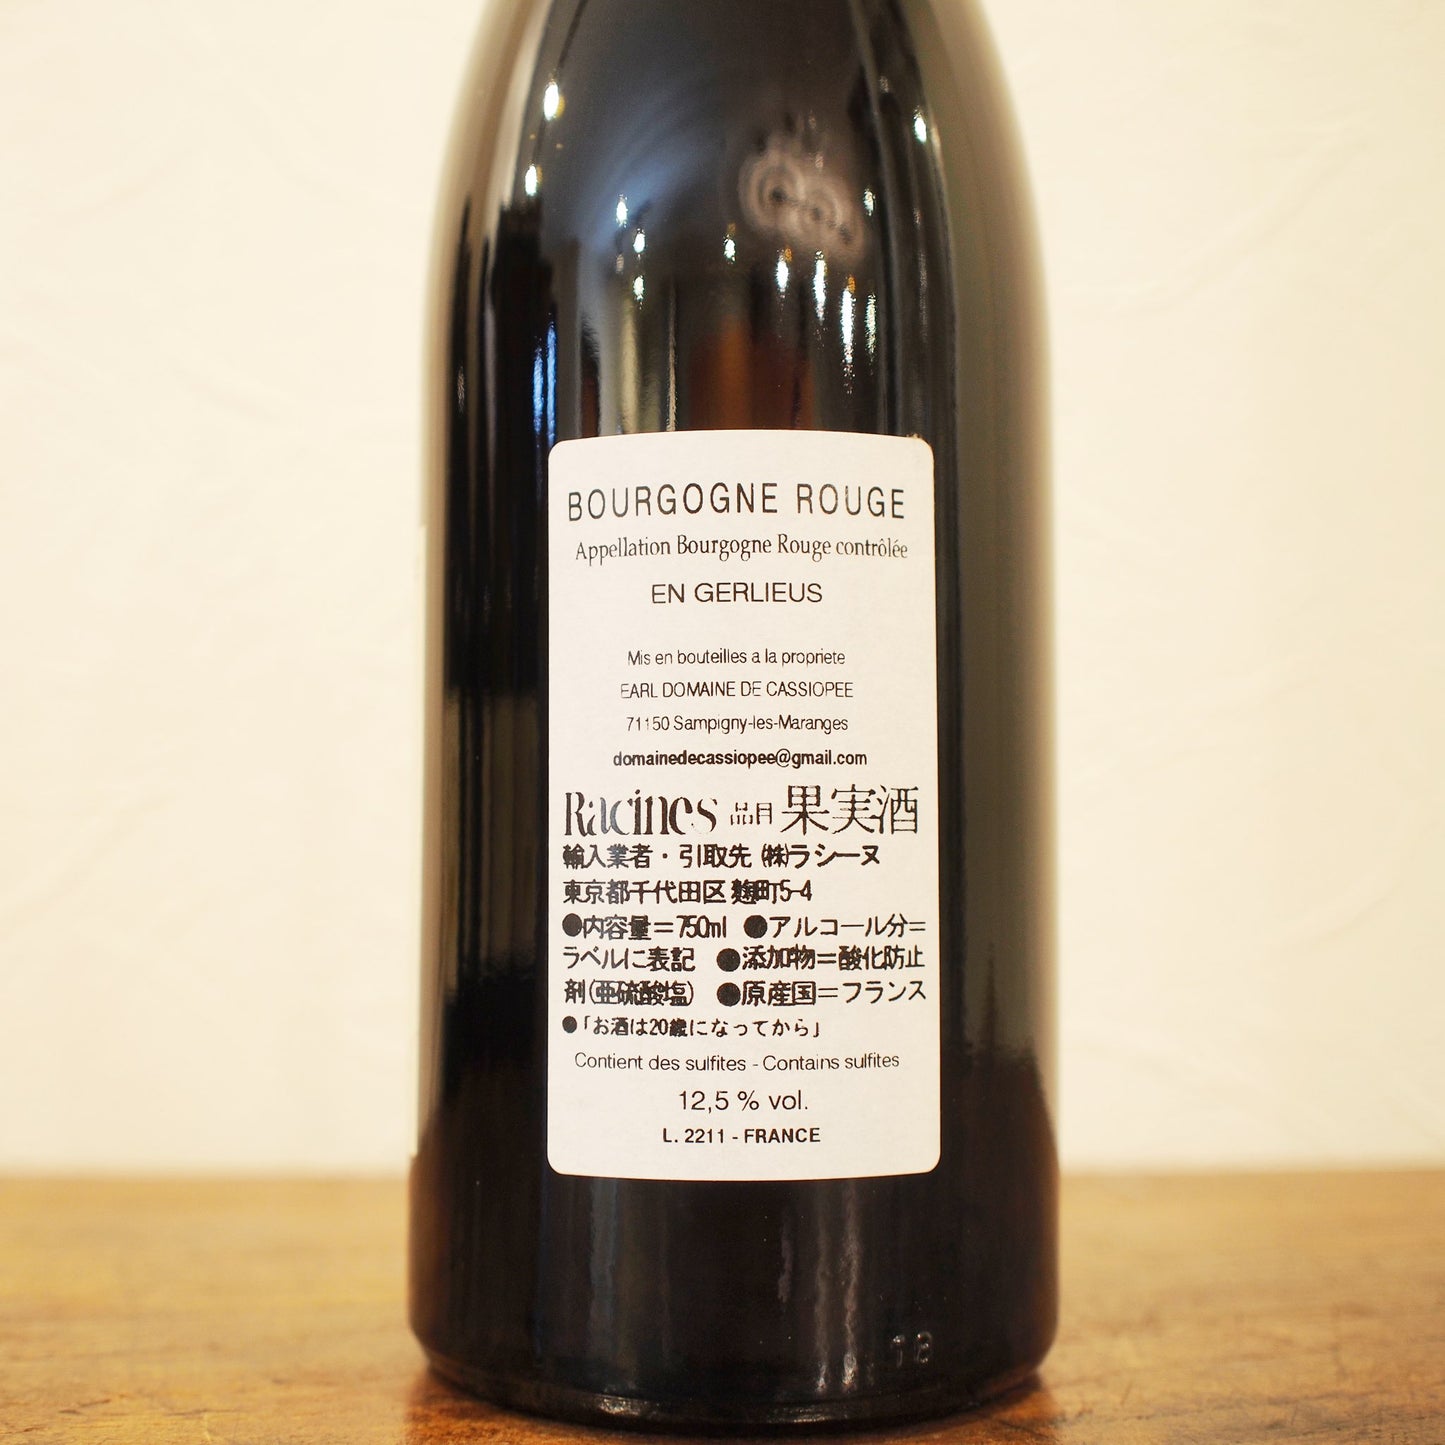 BOURGOGNE ROUGE
Appellation Bourgogne Rouge contrôlée
EN GERLIEUS
Mis en bouteilles a la propriete
EARL DOMAINE DE CASSIOPEE
71150 Sampigny-les-Maranges
domainedecassiopee@gmail.com
Racines 品目 果実酒
輸入業者・引取先 ㈱ラシーヌ
東京都千代田区麹町5-4
●内容量＝750ml ●アルコール分＝
ラベルに表記 ●添加物＝酸化防止
剤(亜硫酸塩) ●原産国＝フランス
●「お酒は20歳になってから」
Contient des sulfites - Contains sulfites
12,5 % vol.
L. 2211 - FRANCE